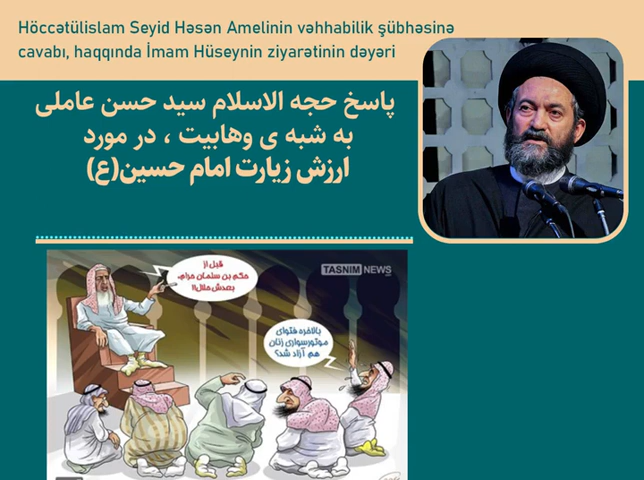 Höccətülislam Seyid Həsən Amelinin vəhhabilik şübhəsinə
cavabı, haqqında İmam Hüseynin ziyarətinin dəyəri
پاسخ حجه الاسلام سید حسن عاملی
به شبه ی وهابیت ، در مورد
ارزش زیارت امام حسین(ع)
قبل از
حکم بن سلمان حرام،
بعدش حلال!!
TASNIM NEWS
بالاخره فتوای
موتورسواری زنان
هم آزاد شد؟